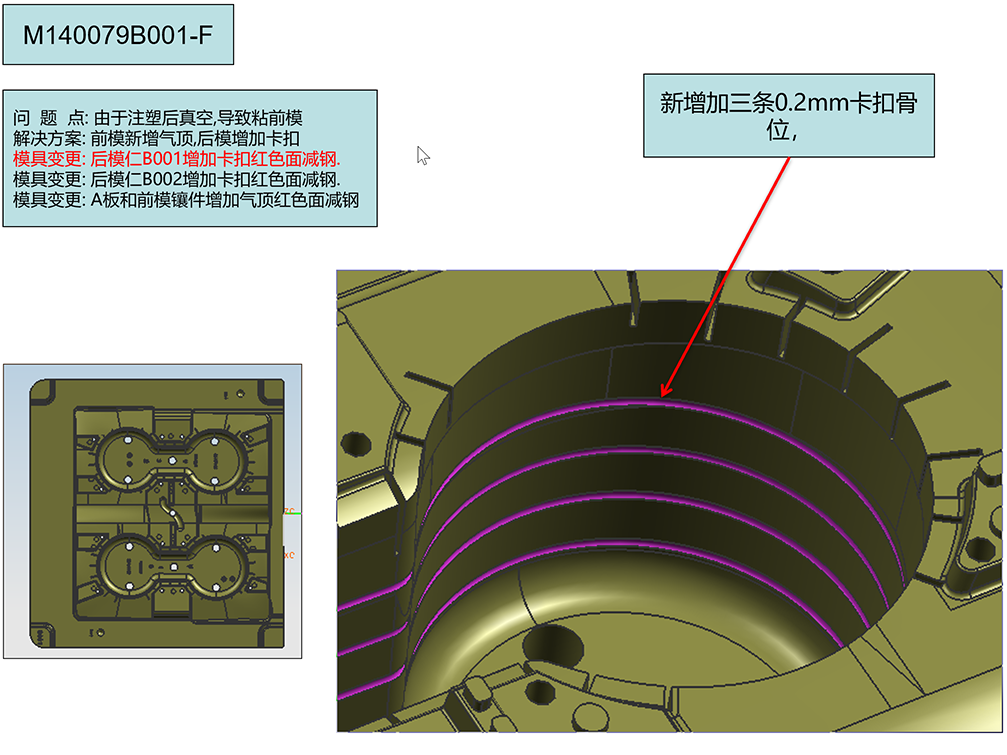 M140079B001-F
问 题 点: 由于注塑后真空,导致粘前模
解决方案: 前模新增气顶,后模增加卡扣
模具变更: 后模仁B001增加卡扣红色面减钢.
模具变更: 后模仁B002增加卡扣红色面减钢.
模具变更: A板和前模镶件增加气顶红色面减钢
新增加三条0.2mm卡扣骨
位,